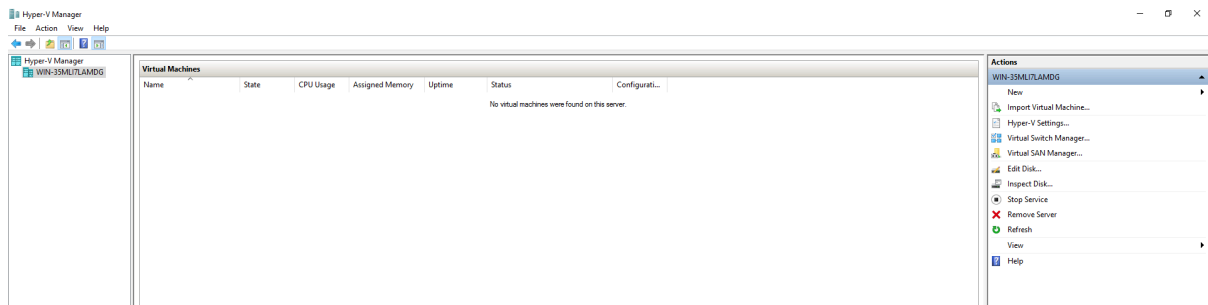 Hyper-V Manager
File Action View Help
Hyper-V Manager
WIN-35MLI7LAMDG
Virtual Machines
Name State CPU Usage Assigned Memory Uptime Status Configurati...
No virtual machines were found on this server.
Actions
WIN-35MLI7LAMDG
New
Import Virtual Machine...
Hyper-V Settings...
Virtual Switch Manager...
Virtual SAN Manager...
Edit Disk...
Inspect Disk...
Stop Service
Remove Server
Refresh
View
Help